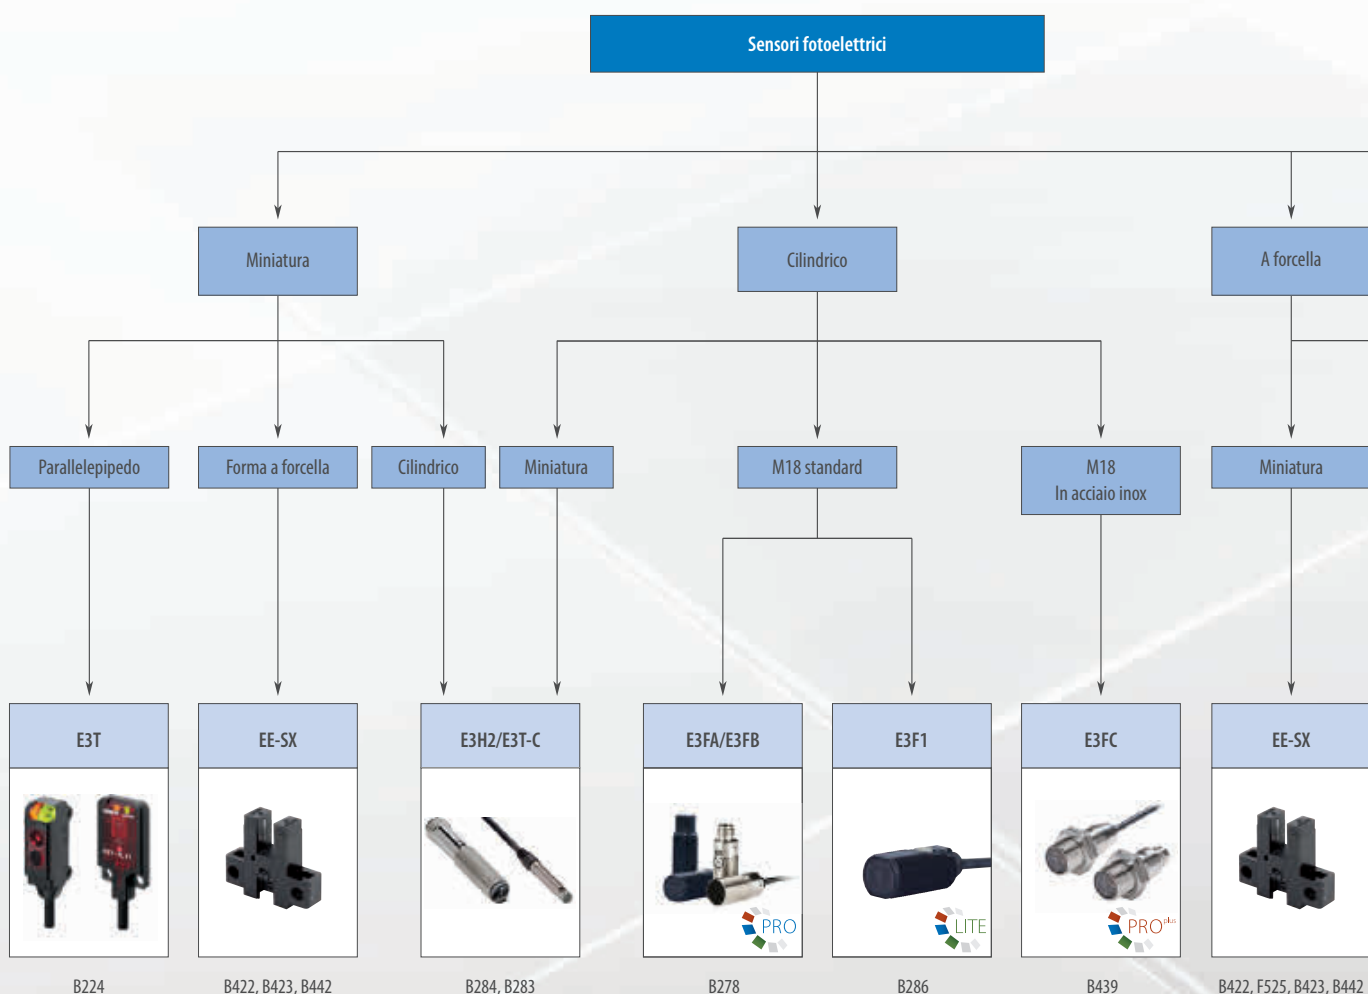 Sensori fotoelettrici
Miniatura
Cilindrico
A forcella
Parallelepipedo
Forma a forcella
Cilindrico
Miniatura
M18 standard
M18
In acciaio inox
Miniatura
E3T
EE-SX
E3H2/E3T-C
E3FA/E3FB
E3F1
E3FC
EE-SX
PRO
LITE
PROplus
B224
B422, B423, B442
B284, B283
B278
B286
B439
B422, F525, B423, B442